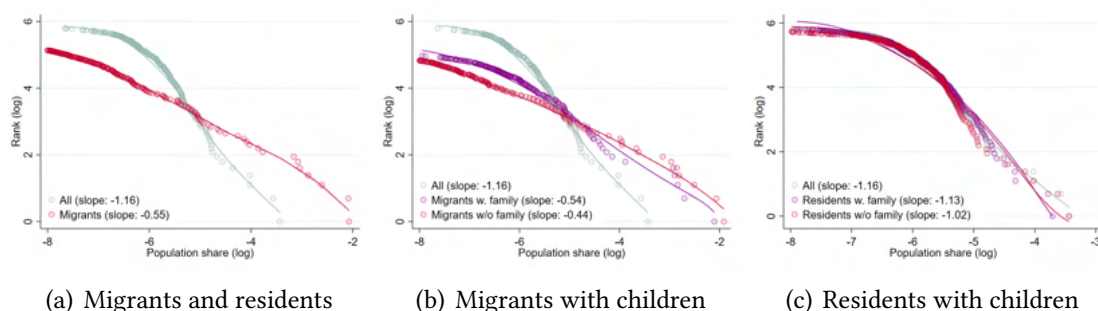 Rank (log)
6
4
2
0
All (slope: -1.16)
Migrants (slope: -0.55)
-8
-6
-4
-2
Population share (log)
(a) Migrants and residents
Rank (log)
6
4
2
0
All (slope: -1.16)
Migrants w. family (slope: -0.54)
Migrants w/o family (slope: -0.44)
-8
-6
-4
-2
Population share (log)
(b) Migrants with children
Rank (log)
6
4
2
0
All (slope: -1.16)
Residents w. family (slope: -1.13)
Residents w/o family (slope: -1.02)
-8
-7
-6
-5
-4
-3
Population share (log)
(c) Residents with children